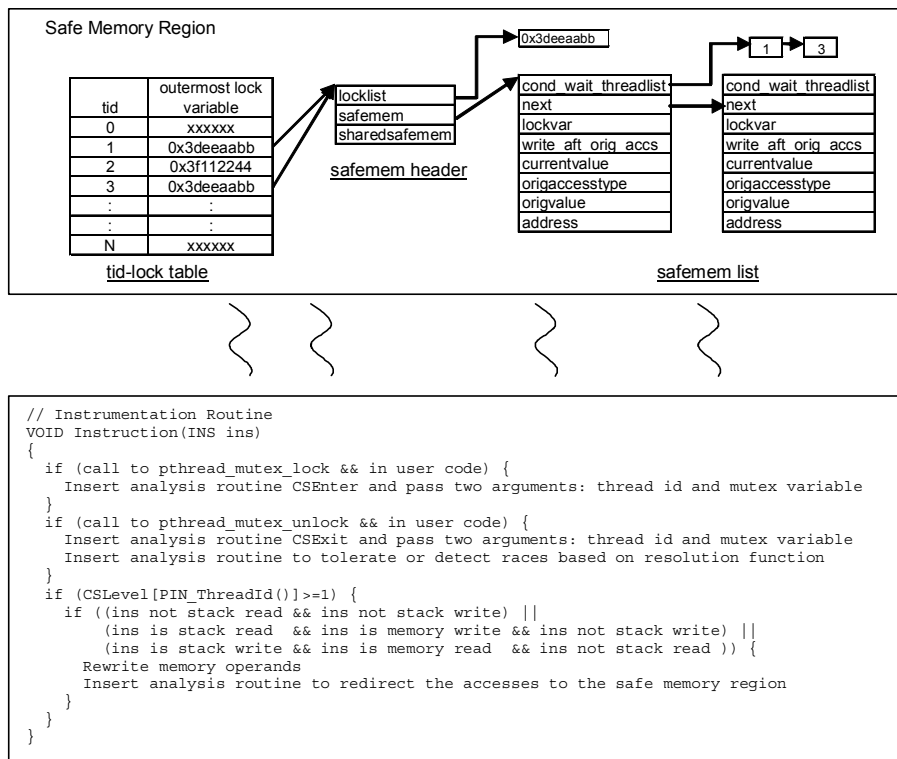 Safe Memory Region
0x3deeaabb
1 3
tid outermost lock variable
0 xxxxxx
1 0x3deeaabb
2 0x3f112244
3 0x3deeaabb
: :
: :
N xxxxxx
tid-lock table
locklist
safemem
sharedsafemem
safemem header
cond_wait_threadlist
next
lockvar
write_aft_orig_accs
currentvalue
origaccesstype
origvalue
address
cond_wait_threadlist
next
lockvar
write_aft_orig_accs
currentvalue
origaccesstype
origvalue
address
safemem list
// Instrumentation Routine
VOID Instruction(INS ins)
{
  if (call to pthread_mutex_lock && in user code) {
    Insert analysis routine CSEnter and pass two arguments: thread id and mutex variable
  }
  if (call to pthread_mutex_unlock && in user code) {
    Insert analysis routine CSExit and pass two arguments: thread id and mutex variable
    Insert analysis routine to tolerate or detect races based on resolution function
  }
  if (CSLevel[PIN_ThreadId()]>=1) {
    if ((ins not stack read && ins not stack write) ||
        (ins is stack read  && ins is memory write && ins not stack write) ||
        (ins is stack write && ins is memory read  && ins not stack read )) {
      Rewrite memory operands
      Insert analysis routine to redirect the accesses to the safe memory region
    }
  }
}